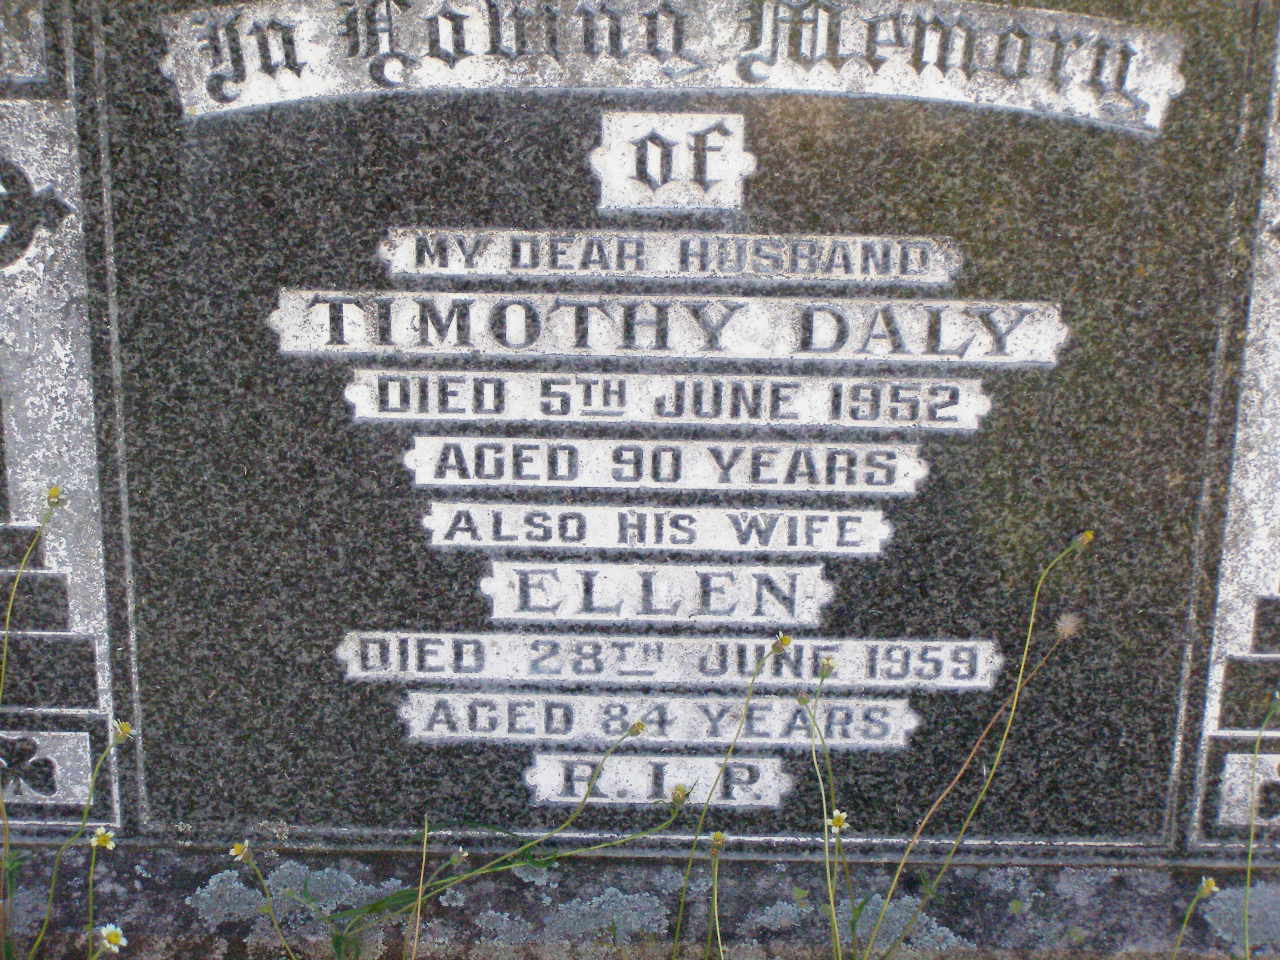 In Loving Memory
of
MY DEAR HUSBAND
TIMOTHY DALY
DIED 5TH JUNE 1952
AGED 90 YEARS
ALSO HIS WIFE
ELLEN
DIED 28TH JUNE 1959
AGED 84 YEARS
R.I.P.